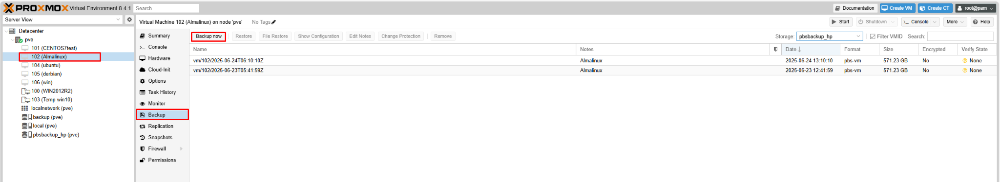 PROXMOX Virtual Environment 8.4.1 Search Documentation Create VM Create CT root@pam
Server View
Virtual Machine 102 (Almalinux) on node 'pve' No Tags Start Shutdown >_ Console More Help
Datacenter
pve
101 (CENTOS7test)
102 (Almalinux)
104 (ubuntu)
105 (derbian)
106 (win)
100 (WIN2012R2)
103 (Temp-win10)
localnetwork (pve)
backup (pve)
local (pve)
pbsbackup_hp (pve)
Summary
>_ Console
Hardware
Cloud-Init
Options
Task History
Monitor
Backup
Replication
Snapshots
Firewall
Permissions
Backup now Restore File Restore Show Configuration Edit Notes Change Protection Remove Storage: pbsbackup_hp Filter VMID Search:
Name Notes Date ↓ Format Size Encrypted Verify State
vm/102/2025-06-24T06:10:10Z Almalinux 2025-06-24 13:10:10 pbs-vm 571.23 GB No None
vm/102/2025-06-23T05:41:59Z Almalinux 2025-06-23 12:41:59 pbs-vm 571.23 GB No None